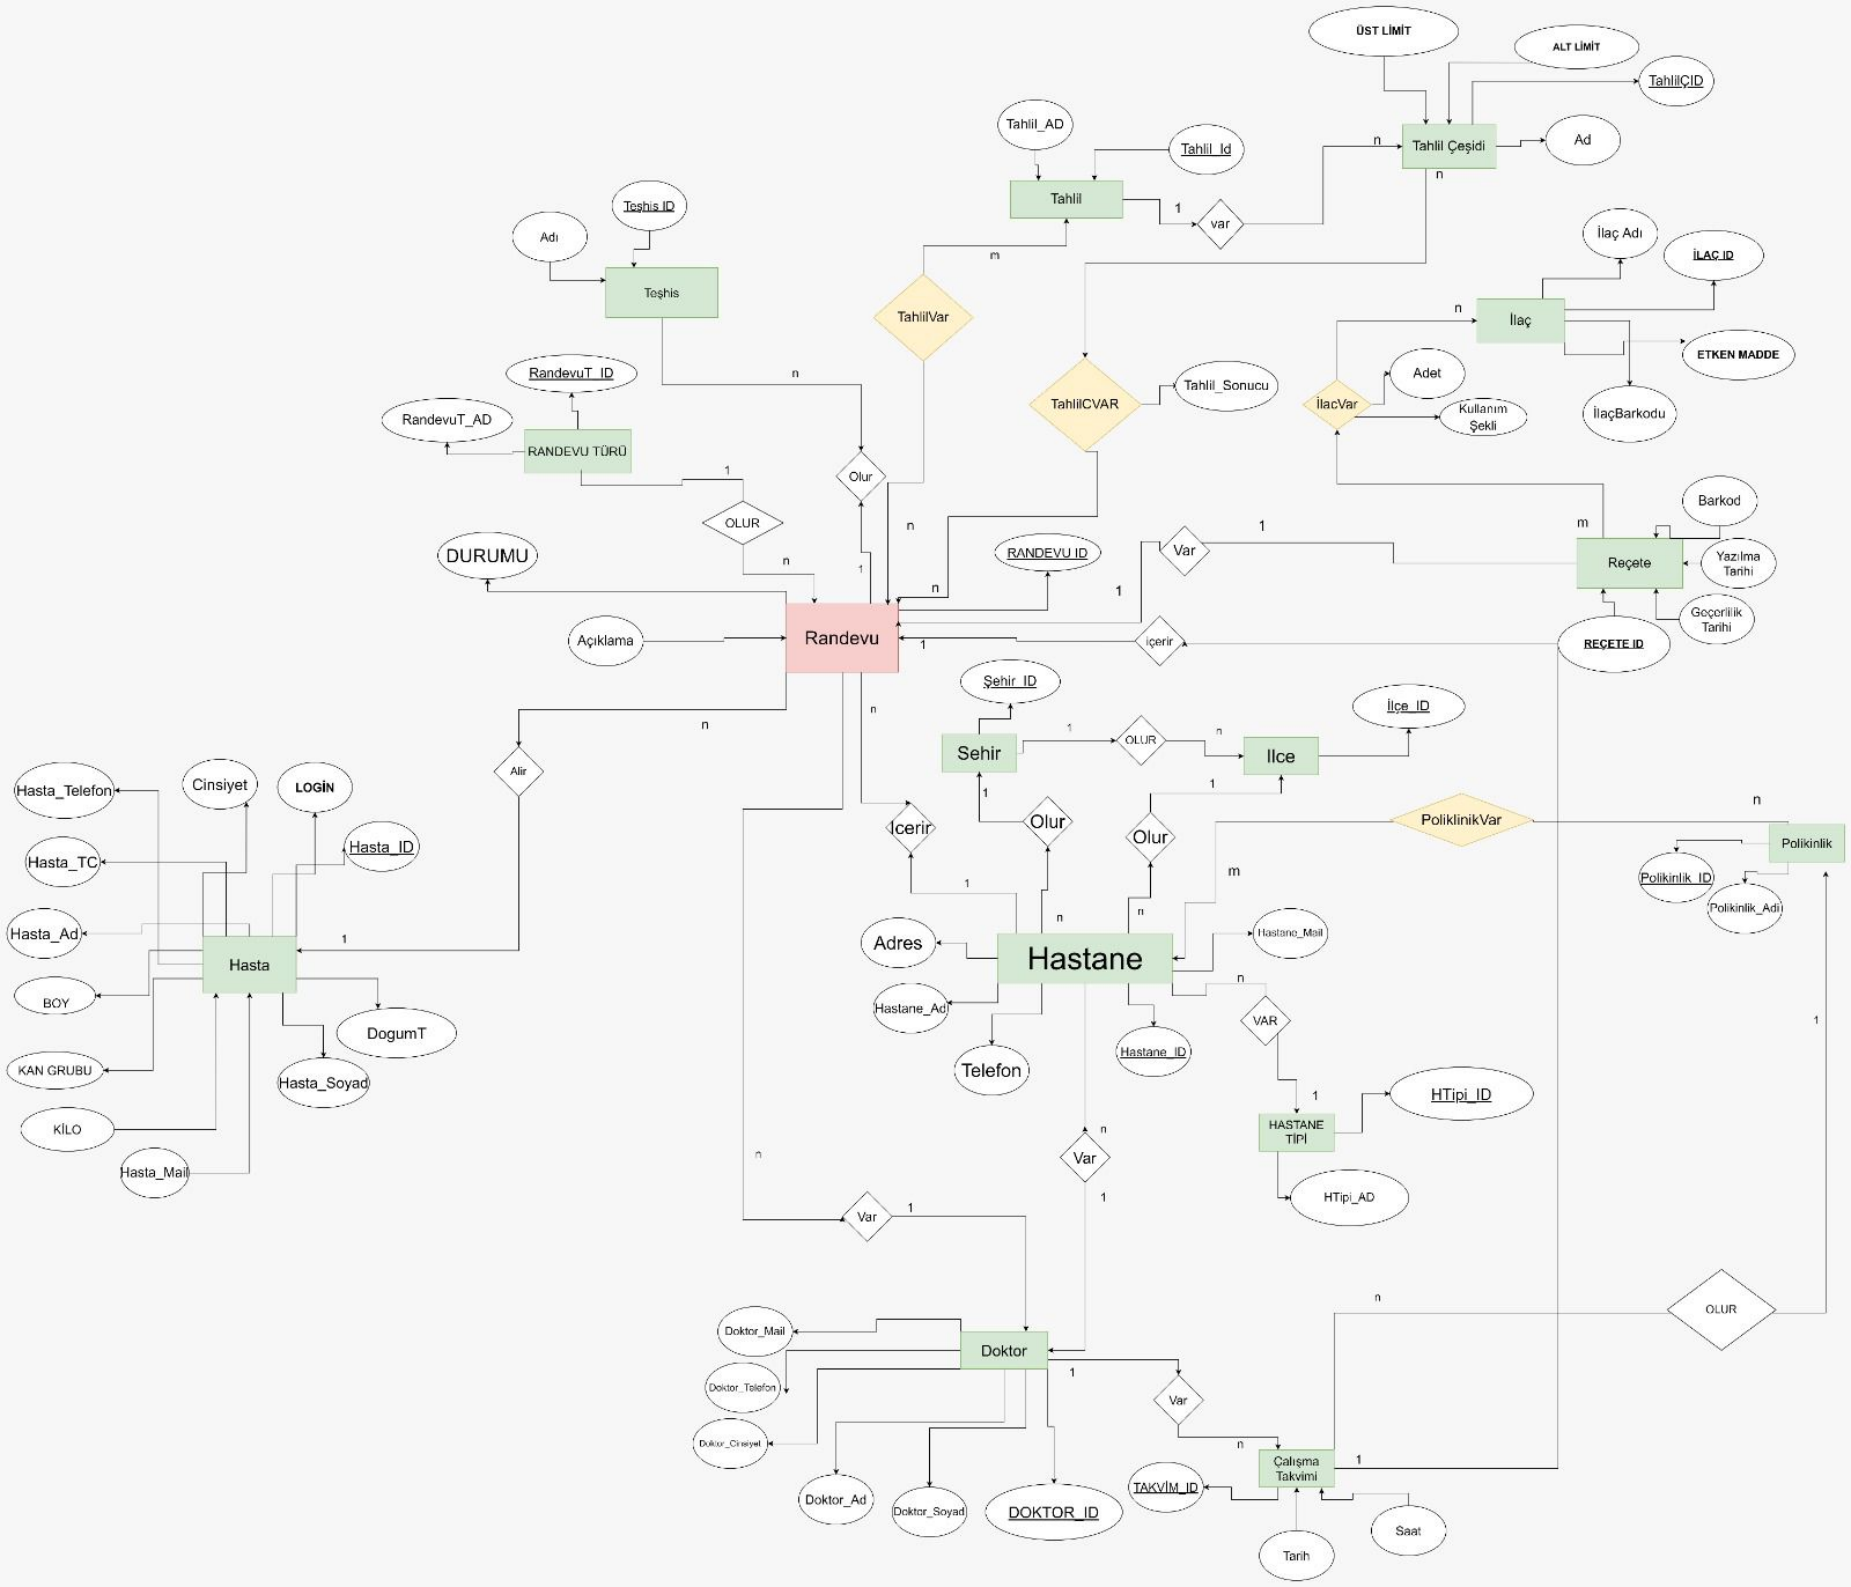 ÜST LİMİT
ALT LİMİT
TahlilÇID
Tahlil_AD
Tahlil_Id
n
Tahlil Çeşidi
Ad
n
Teşhis ID
Tahlil
1
var
Adı
İlaç Adı
m
İLAÇ ID
Teşhis
TahlilVar
n
İlaç
ETKEN MADDE
RandevuT_ID
n
Tahlil_Sonucu
Adet
TahlilCVAR
İlacVar
Kullanım
Şekli
İlaçBarkodu
RandevuT_AD
RANDEVU TÜRÜ
1
Olur
Barkod
OLUR
n
1
m
DURUMU
n
1
RANDEVU ID
Var
Reçete
Yazılma
Tarihi
n
1
Geçerlilik
Tarihi
Açıklama
Randevu
1
içerir
REÇETE ID
Şehir_ID
İlçe_ID
n
n
1
OLUR
n
Sehir
Ilce
Alir
Hasta_Telefon
Cinsiyet
LOGİN
1
1
n
Olur
Icerir
Olur
PoliklinikVar
Hasta_TC
Hasta_ID
Polikinlik
m
Polikinlik_ID
1
Polikinlik_Adi
n
n
Hasta_Ad
1
Adres
Hastane_Mail
Hasta
Hastane
n
BOY
Hastane_Ad
VAR
1
DogumT
Hastane_ID
KAN GRUBU
Hasta_Soyad
Telefon
HTipi_ID
1
KİLO
HASTANE
TİPİ
n
Var
n
Hasta_Mail
1
HTipi_AD
Var
1
n
OLUR
Doktor_Mail
Doktor
1
Doktor_Telefon
Var
Doktor_Cinsiyet
n
1
Çalışma
Takvimi
Doktor_Ad
Doktor_Soyad
DOKTOR_ID
TAKVİM_ID
Saat
Tarih